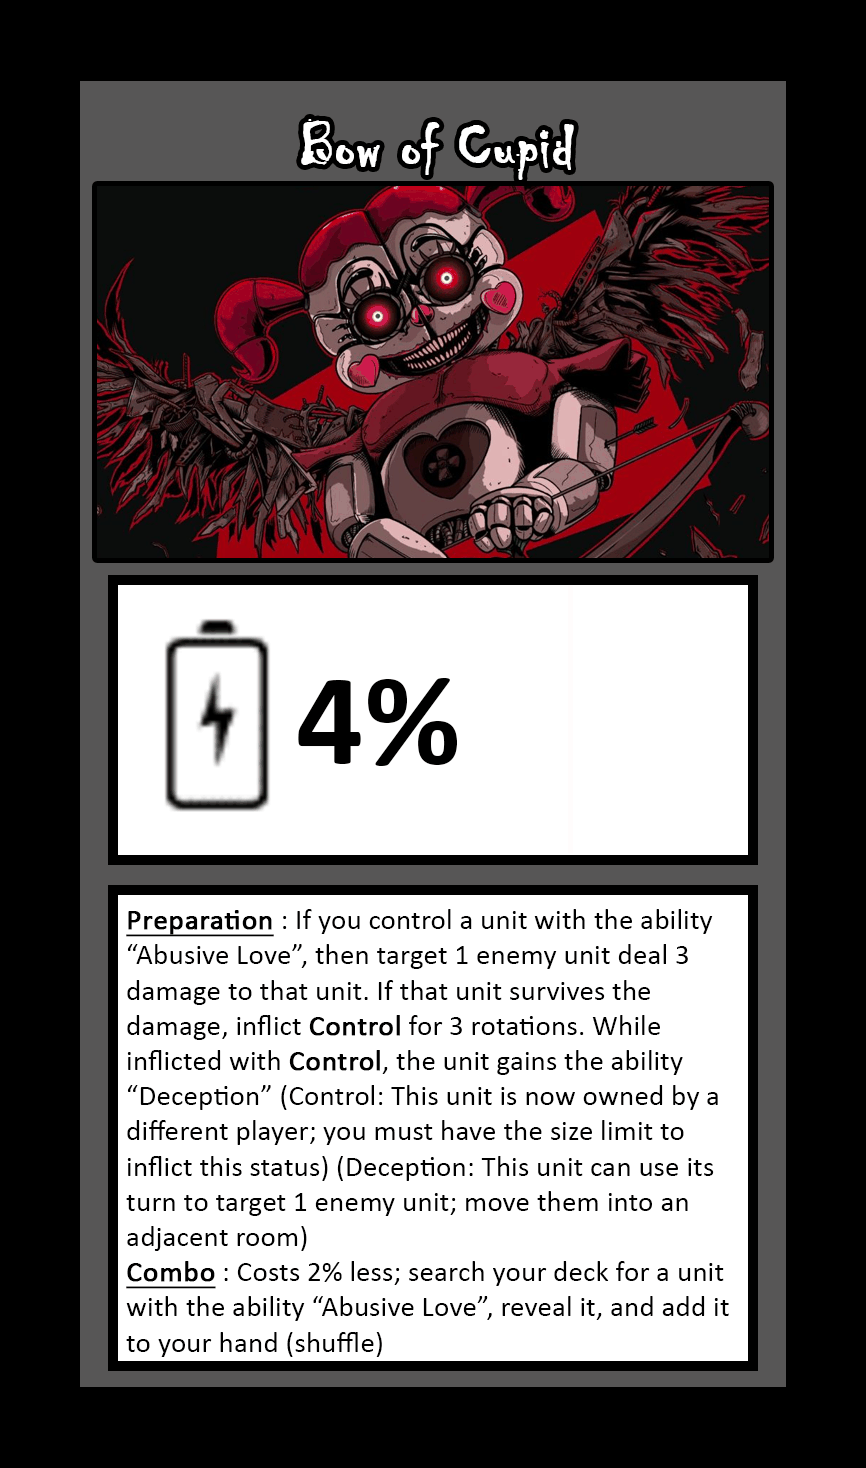 Bow of Cupid
4%
Preparation : If you control a unit with the ability
“Abusive Love”, then target 1 enemy unit deal 3
damage to that unit. If that unit survives the
damage, inflict Control for 3 rotations. While
inflicted with Control, the unit gains the ability
“Deception” (Control: This unit is now owned by a
different player; you must have the size limit to
inflict this status) (Deception: This unit can use its
turn to target 1 enemy unit; move them into an
adjacent room)
Combo : Costs 2% less; search your deck for a unit
with the ability “Abusive Love”, reveal it, and add it
to your hand (shuffle)